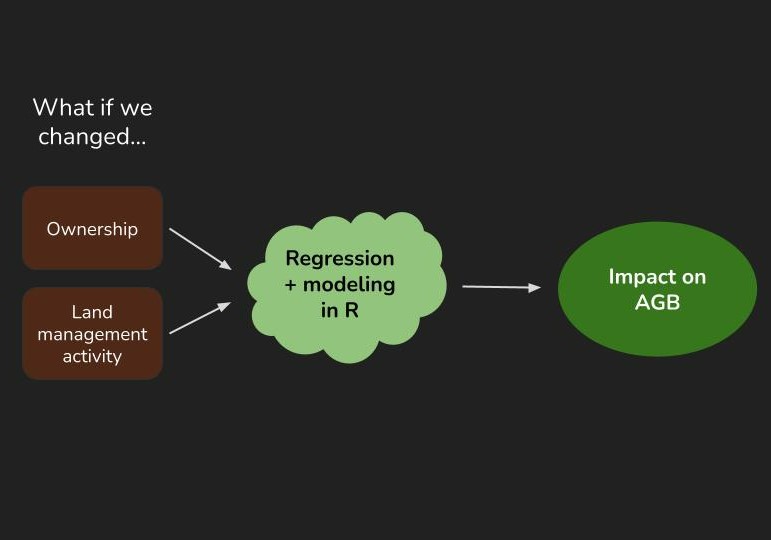 What if we
changed...
Ownership
Land
management
activity
Regression
+ modeling
in R
Impact on
AGB